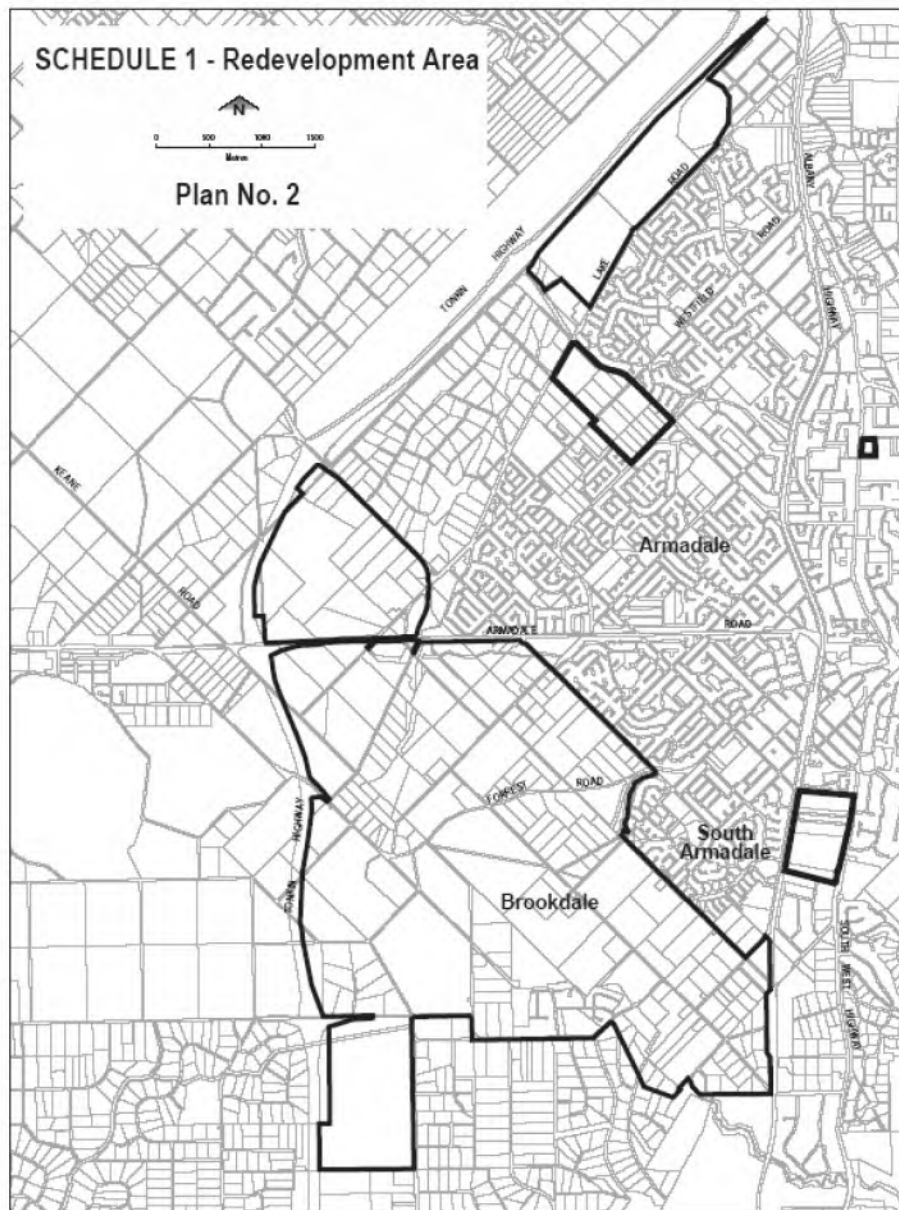 SCHEDULE 1 - Redevelopment Area
N
0 500 1000 1500
Metres
Plan No. 2
ROAD
ALBANY
LAKE
HIGHWAY
TONKIN
WESTFIELD
ROAD
HIGHWAY
KEANE
ROAD
Armadale
ARMADALE ROAD
FORREST ROAD
HIGHWAY
TONKIN
South
Armadale
Brookdale
SOUTH WEST HIGHWAY